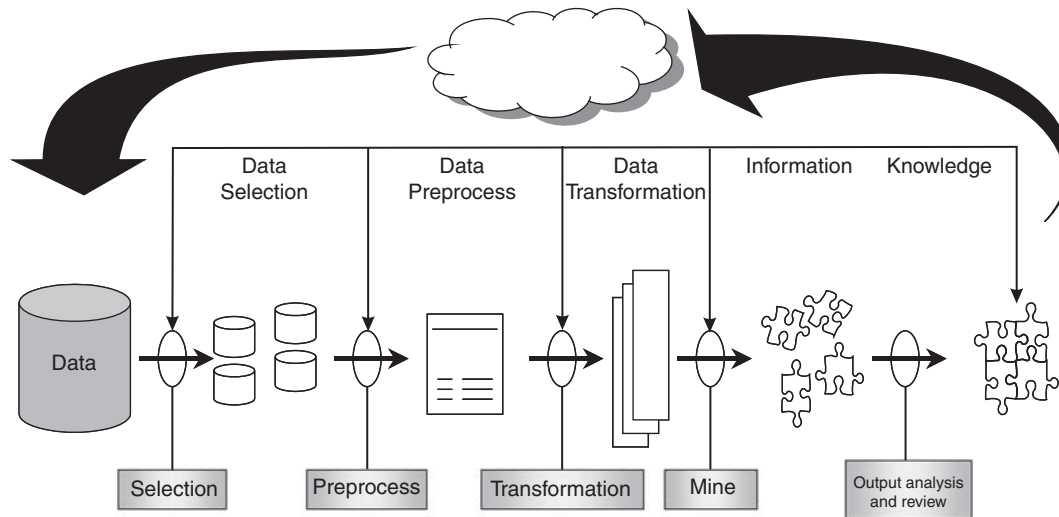 Data
Selection
Data
Preprocess
Data
Transformation
Information
Knowledge
Data
Selection
Preprocess
Transformation
Mine
Output analysis
and review